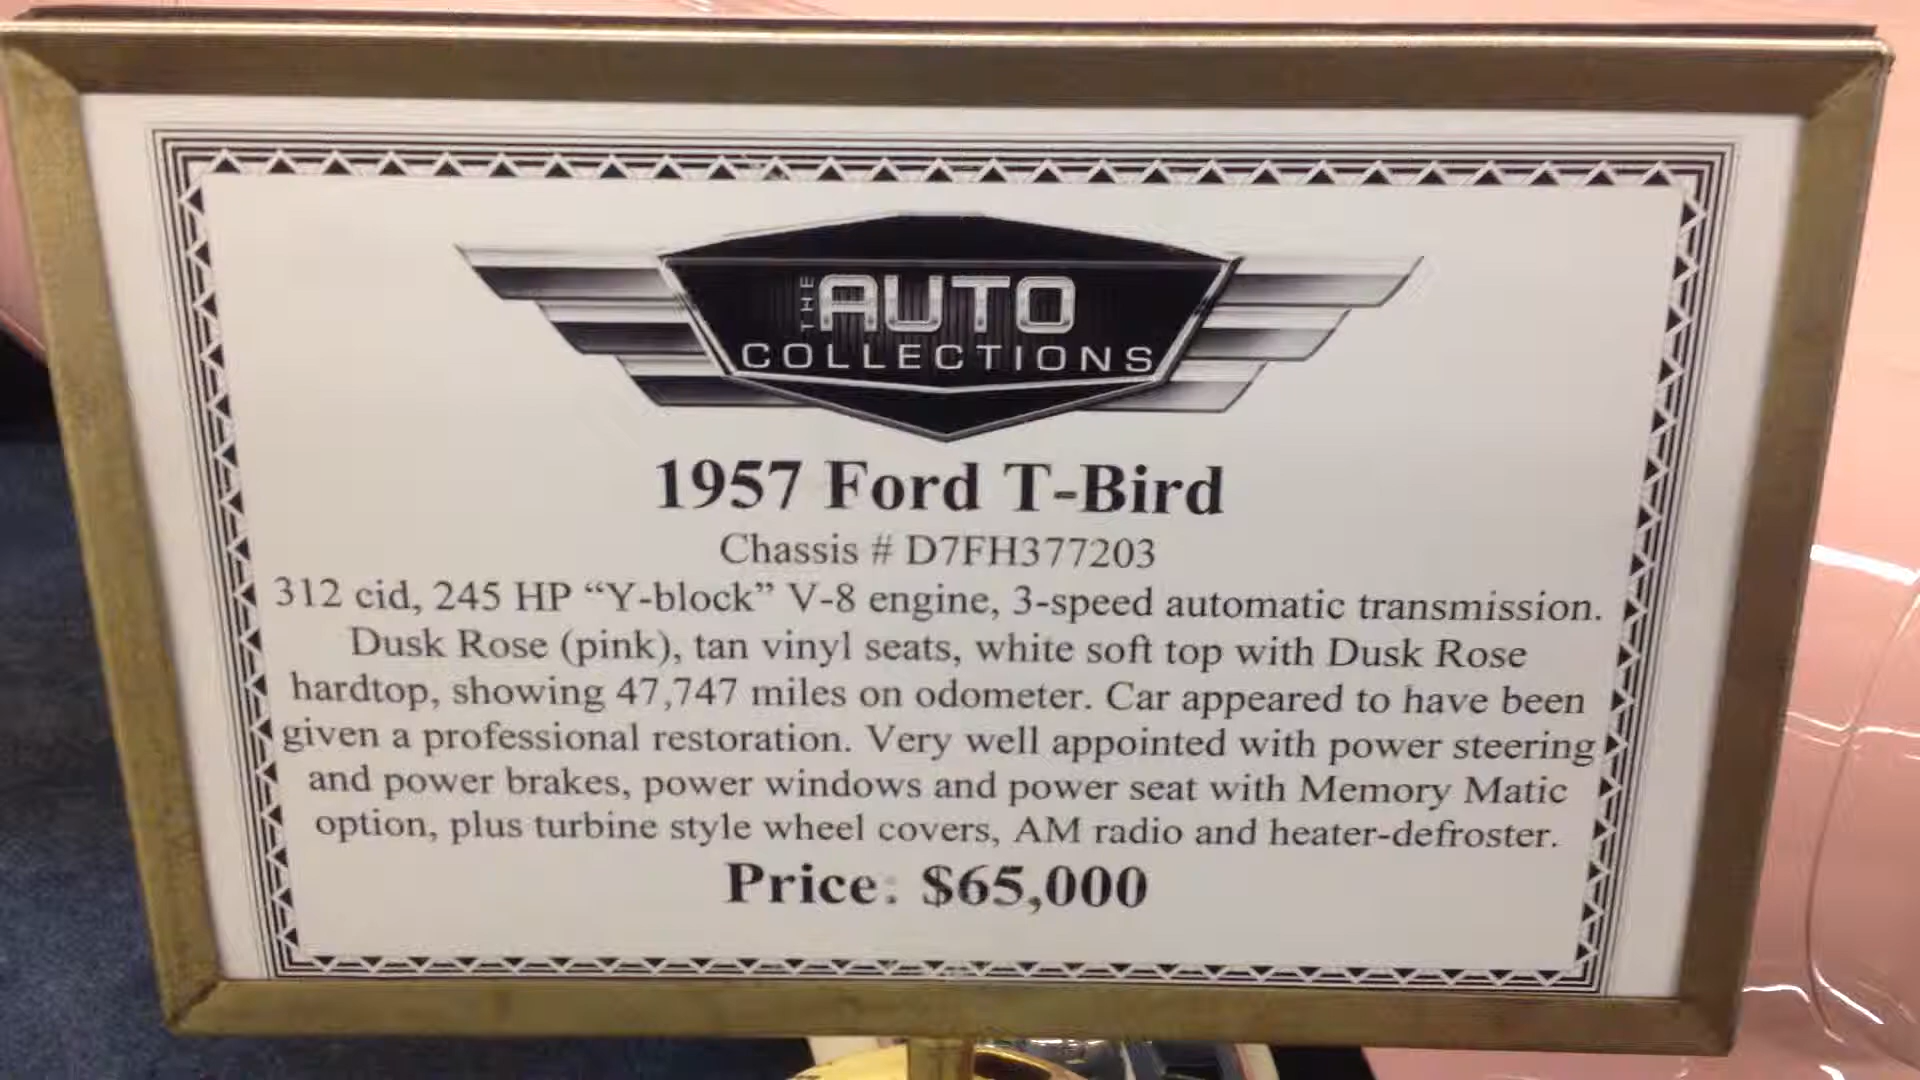 THE AUTO
COLLECTIONS
1957 Ford T-Bird
Chassis # D7FH377203
312 cid, 245 HP “Y-block” V-8 engine, 3-speed automatic transmission.
Dusk Rose (pink), tan vinyl seats, white soft top with Dusk Rose
hardtop, showing 47,747 miles on odometer. Car appeared to have been
given a professional restoration. Very well appointed with power steering
and power brakes, power windows and power seat with Memory Matic
option, plus turbine style wheel covers, AM radio and heater-defroster.
Price: $65,000